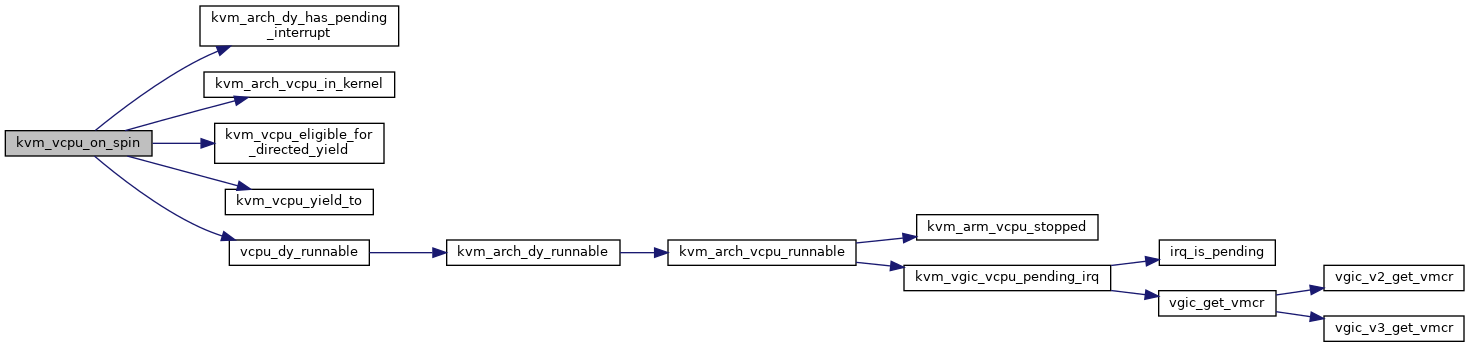 kvm_vcpu_on_spin
kvm_arch_dy_has_pending
_interrupt
kvm_arch_vcpu_in_kernel
kvm_vcpu_eligible_for
_directed_yield
kvm_vcpu_yield_to
vcpu_dy_runnable
kvm_arch_dy_runnable
kvm_arch_vcpu_runnable
kvm_arm_vcpu_stopped
kvm_vgic_vcpu_pending_irq
irq_is_pending
vgic_get_vmcr
vgic_v2_get_vmcr
vgic_v3_get_vmcr